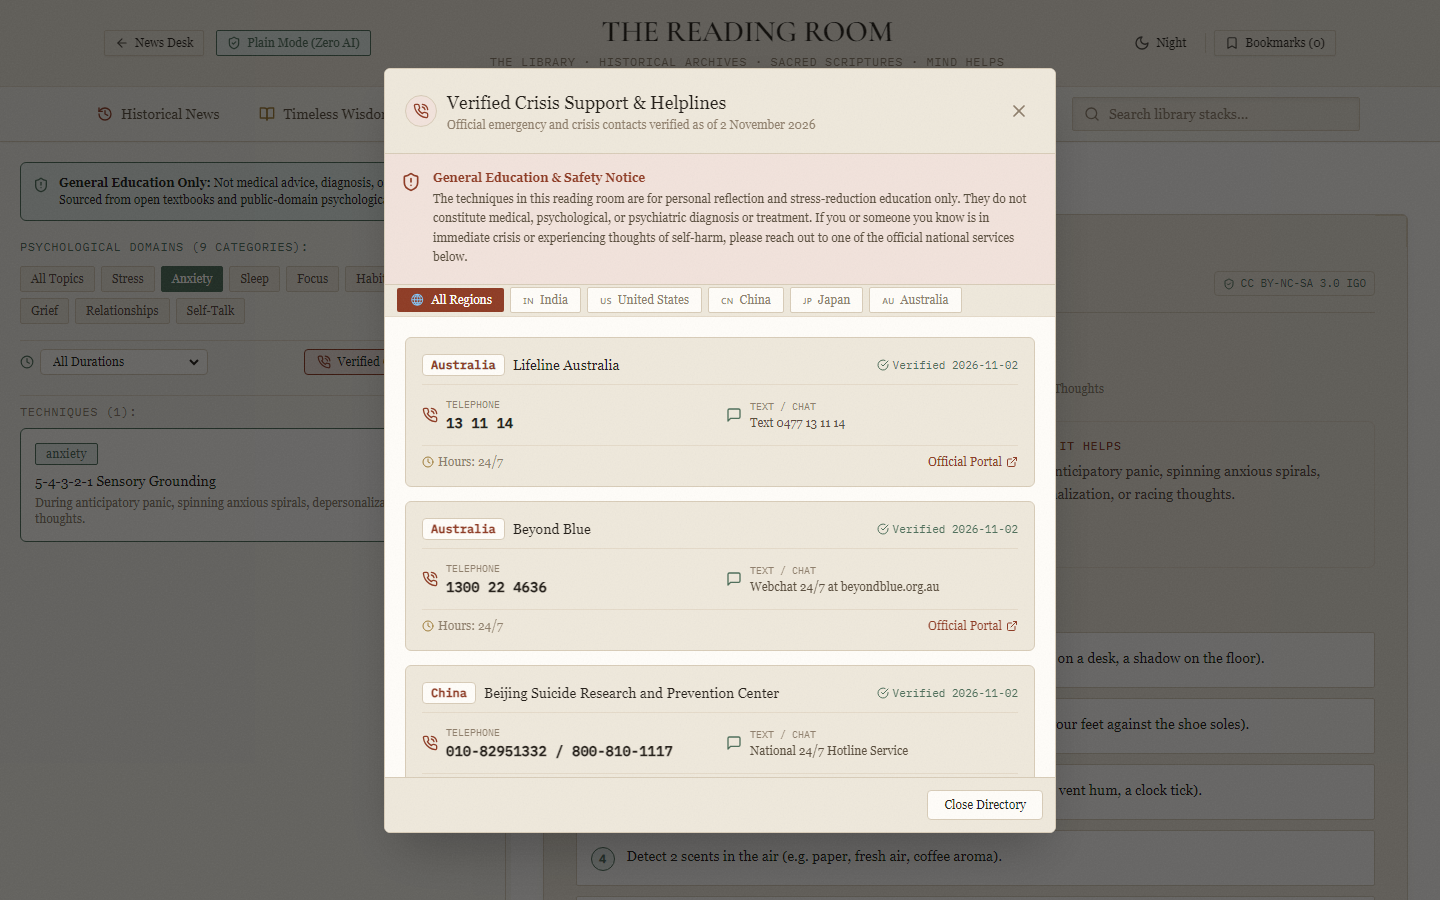 News Desk
Plain Mode (Zero AI)
THE READING ROOM
THE LIBRARY · HISTORICAL ARCHIVES · SACRED SCRIPTURES · MIND HELPS
Night
Bookmarks (0)
Historical News
Timeless
Search library stacks...
General Education Only: Not medical advice, diagnosis,
Sourced from open textbooks and public-domain
PSYCHOLOGICAL DOMAINS (9 CATEGORIES):
All Topics
Stress
Anxiety
Sleep
Focus
Grief
Relationships
Self-Talk
All Durations
Verified
TECHNIQUES (1):
anxiety
5-4-3-2-1 Sensory Grounding
During anticipatory panic, spinning anxious spirals,
thoughts.
Verified Crisis Support & Helplines
Official emergency and crisis contacts verified as of 2 November 2026
General Education & Safety Notice
The techniques in this reading room are for personal reflection and stress-reduction education only. They do not
constitute medical, psychological, or psychiatric diagnosis or treatment. If you or someone you know is in
immediate crisis or experiencing thoughts of self-harm, please reach out to one of the official national services
below.
All Regions
IN India
US United States
CN China
JP Japan
AU Australia
Australia
Lifeline Australia
Verified 2026-11-02
TELEPHONE
13 11 14
TEXT / CHAT
Text 0477 13 11 14
Hours: 24/7
Official Portal
Australia
Beyond Blue
Verified 2026-11-02
TELEPHONE
1300 22 4636
TEXT / CHAT
Webchat 24/7 at beyondblue.org.au
Hours: 24/7
Official Portal
China
Beijing Suicide Research and Prevention Center
Verified 2026-11-02
TELEPHONE
010-82951332 / 800-810-1117
TEXT / CHAT
National 24/7 Hotline Service
Close Directory
CC BY-NC-SA 3.0 IGO
Thoughts
IT HELPS
panic, spinning anxious spirals,
or racing thoughts.
on a desk, a shadow on the floor).
feet against the shoe soles).
vent hum, a clock tick).
4
Detect 2 scents in the air (e.g. paper, fresh air, coffee aroma).